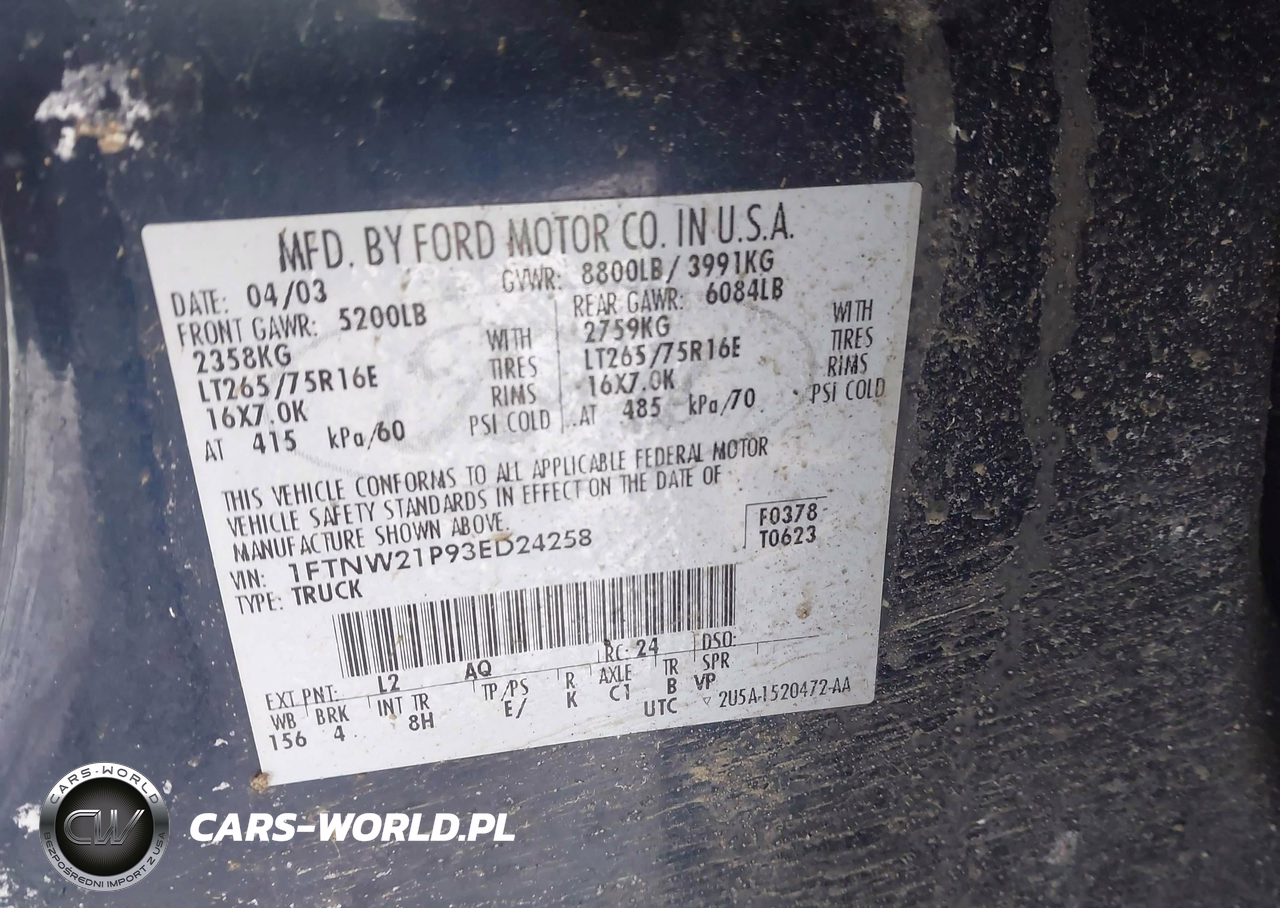 MFD. BY FORD MOTOR CO. IN U.S.A.
DATE: 04/03 GVWR: 8800LB / 3991KG
FRONT GAWR: 5200LB REAR GAWR: 6084LB
2358KG WITH 2759KG WITH
LT265/75R16E TIRES LT265/75R16E TIRES
16X7.0K RIMS 16X7.0K RIMS
AT 415 kPa/60 PSI COLD AT 485 kPa/70 PSI COLD
THIS VEHICLE CONFORMS TO ALL APPLICABLE FEDERAL MOTOR
VEHICLE SAFETY STANDARDS IN EFFECT ON THE DATE OF
MANUFACTURE SHOWN ABOVE.
VIN: 1FTNW21P93ED24258 F0378
TYPE: TRUCK T0623
EXT PNT: L2 AQ RC: 24 DSO:
WB BRK INT TR TP/PS R AXLE TR SPR
156 4 8H E/ K C1 B VP
UTC ▽ 2U5A-1520472-AA
CARS-WORLD
CW
BEZPOŚREDNI IMPORT Z USA
CARS-WORLD.PL